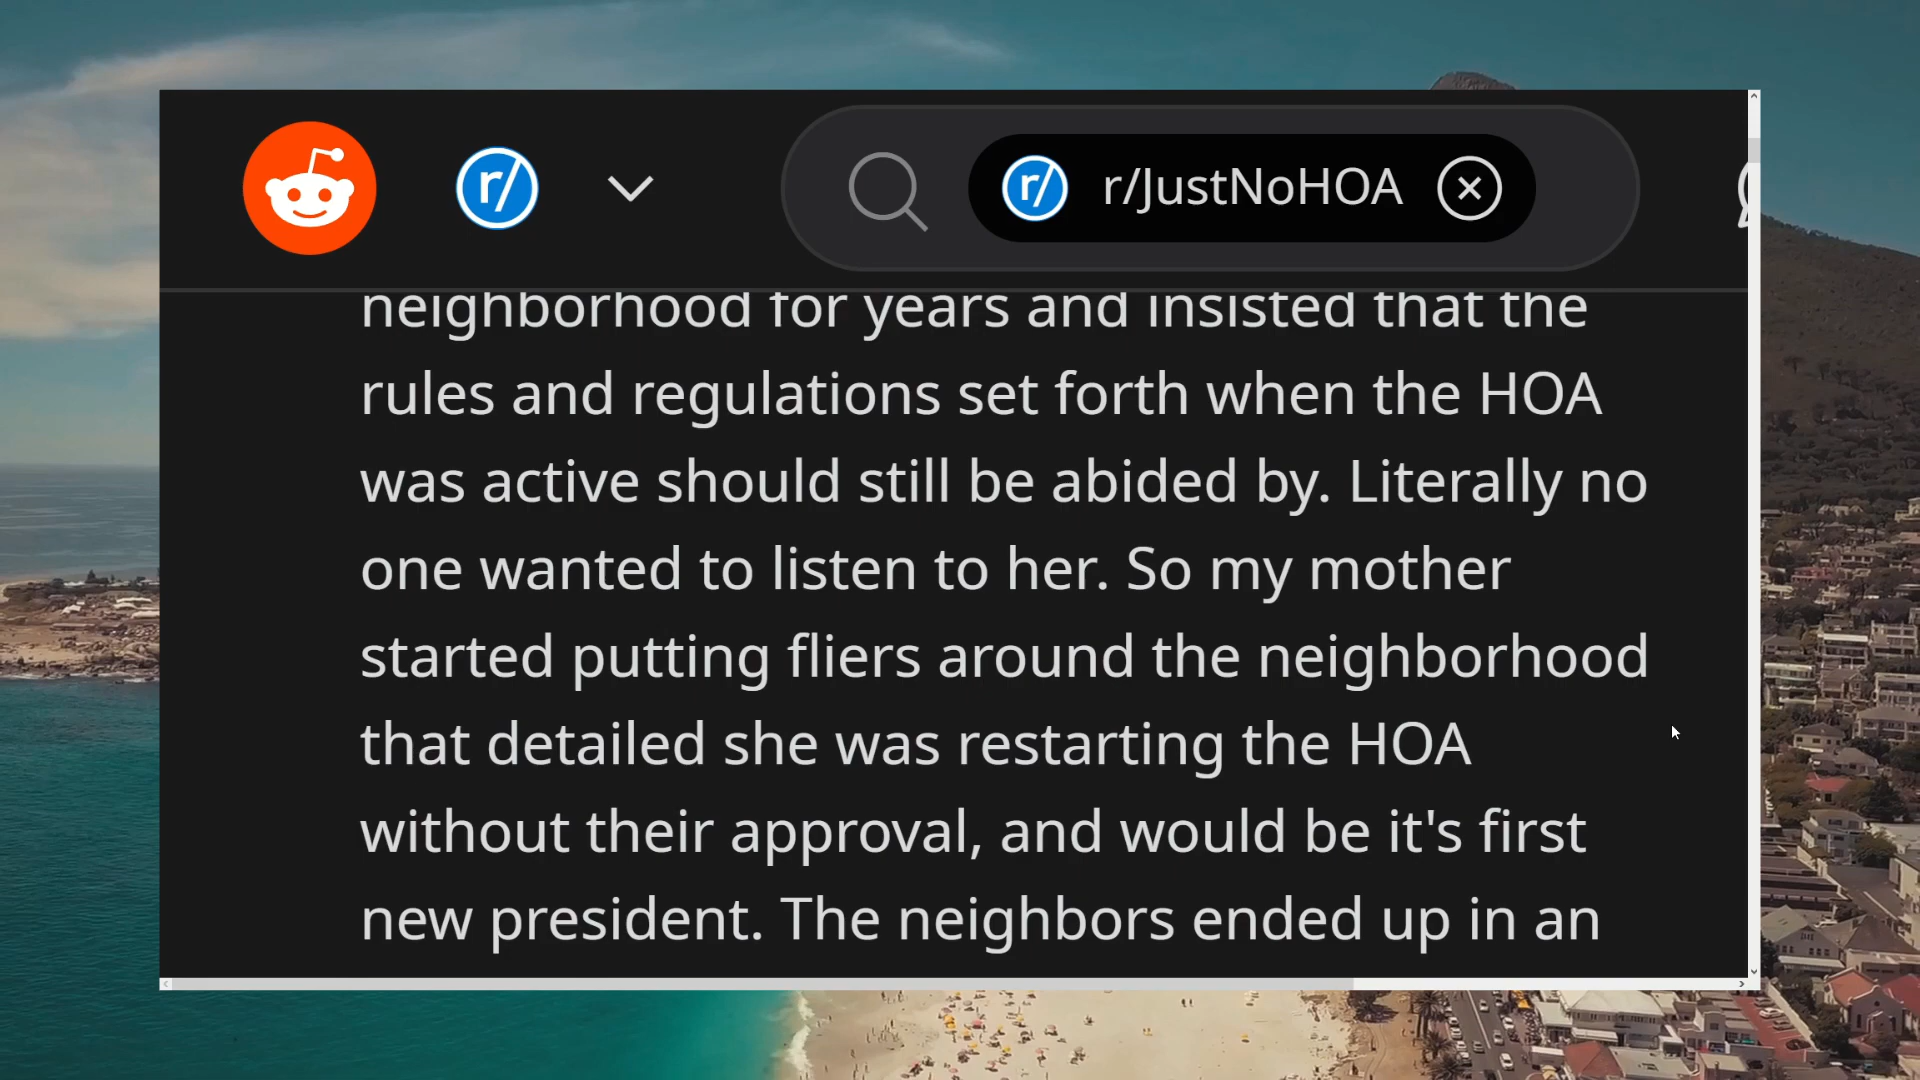 r/ r/ r/JustNoHOA
neighborhood for years and insisted that the
rules and regulations set forth when the HOA
was active should still be abided by. Literally no
one wanted to listen to her. So my mother
started putting fliers around the neighborhood
that detailed she was restarting the HOA
without their approval, and would be it's first
new president. The neighbors ended up in an